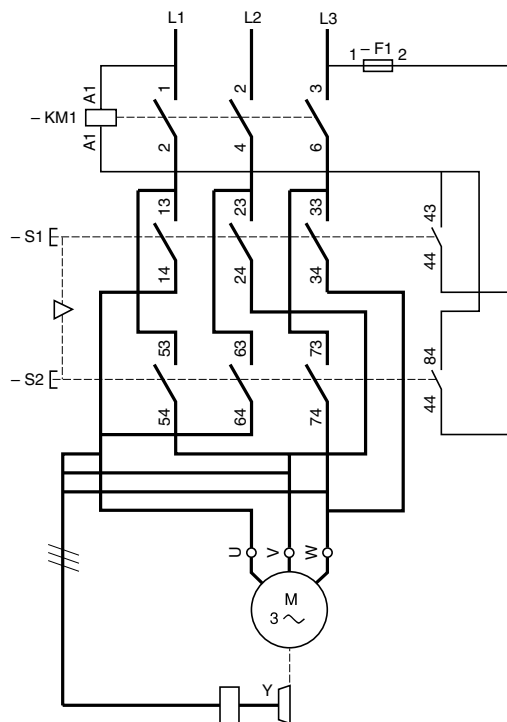 L1 L2 L3
1 – F1 2
A1 1 2 3
– KM1
A1 2 4 6
13 23 33 43
– S1
14 24 34 44
53 63 73 84
– S2
54 64 74 44
U V W
M
3
Y